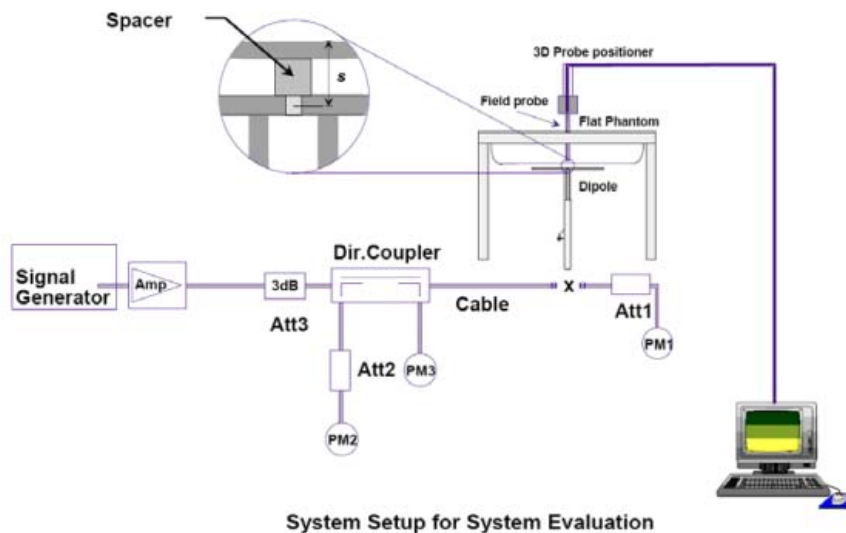 Spacer
s
3D Probe positioner
Field probe
Flat Phantom
Dipole
Signal
Generator
Amp
3dB
Att3
Dir.Coupler
Cable
x
Att1
PM1
Att2
PM3
PM2
System Setup for System Evaluation